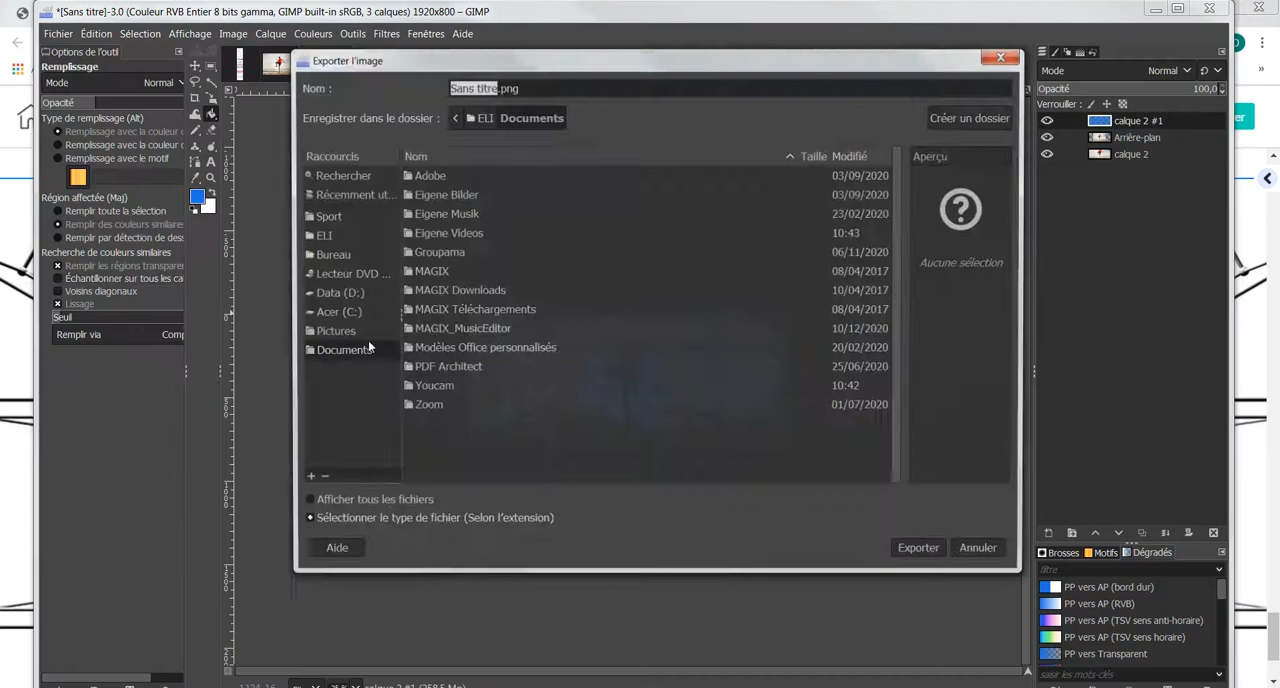 *[Sans titre]-3.0 (Couleur RVB Entier 8 bits gamma, GIMP built-in sRGB, 3 calques) 1920x800 – GIMP
Fichier Édition Sélection Affichage Image Calque Couleurs Outils Filtres Fenêtres Aide
Options de l'outi
Remplissage
Mode Normal
Opacité
Type de remplissage (Alt)
Remplissage avec la couleur
Remplissage avec la couleur
Remplissage avec le motif
Région affectée (Maj)
Remplir toute la sélection
Remplir des couleurs similaires
Remplir par détection de des
Recherche de couleurs similaires
Remplir les régions transpare
Échantillonner sur tous les ca
Voisins diagonaux
Lissage
Seuil
Remplir via Comp
Exporter l'image
Nom : Sans titre.png
Enregistrer dans le dossier : ELI Documents
Créer un dossier
Raccourcis
Rechercher
Récemment ut...
Sport
ELI
Bureau
Lecteur DVD ...
Data (D:)
Acer (C:)
Pictures
Documents
Nom Taille Modifié
Adobe 03/09/2020
Eigene Bilder 03/09/2020
Eigene Musik 23/02/2020
Eigene Videos 10:43
Groupama 06/11/2020
MAGIX 08/04/2017
MAGIX Downloads 10/04/2017
MAGIX Téléchargements 08/04/2017
MAGIX_MusicEditor 10/12/2020
Modèles Office personnalisés 20/02/2020
PDF Architect 25/06/2020
Youcam 10:42
Zoom 01/07/2020
Aperçu
Aucune sélection
Afficher tous les fichiers
Sélectionner le type de fichier (Selon l'extension)
Aide Exporter Annuler
Mode Normal
Opacité 100,0
Verrouiller :
calque 2 #1
Arrière-plan
calque 2
Brosses Motifs Dégradés
filtre
PP vers AP (bord dur)
PP vers AP (RVB)
PP vers AP (TSV sens anti-horaire)
PP vers AP (TSV sens horaire)
PP vers Transparent
saisir les mots-clés